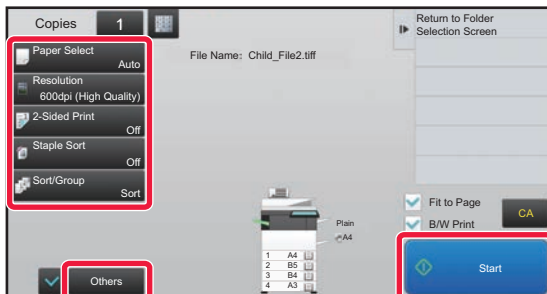 Copies 1
Paper Select
Auto
Resolution
600dpi (High Quality)
2-Sided Print
Off
Staple Sort
Off
Sort/Group
Sort
Others
File Name: Child_File2.tiff
Plain
A4
1 A4
2 B5
3 B4
4 A3
Return to Folder
Selection Screen
Fit to Page
B/W Print
CA
Start